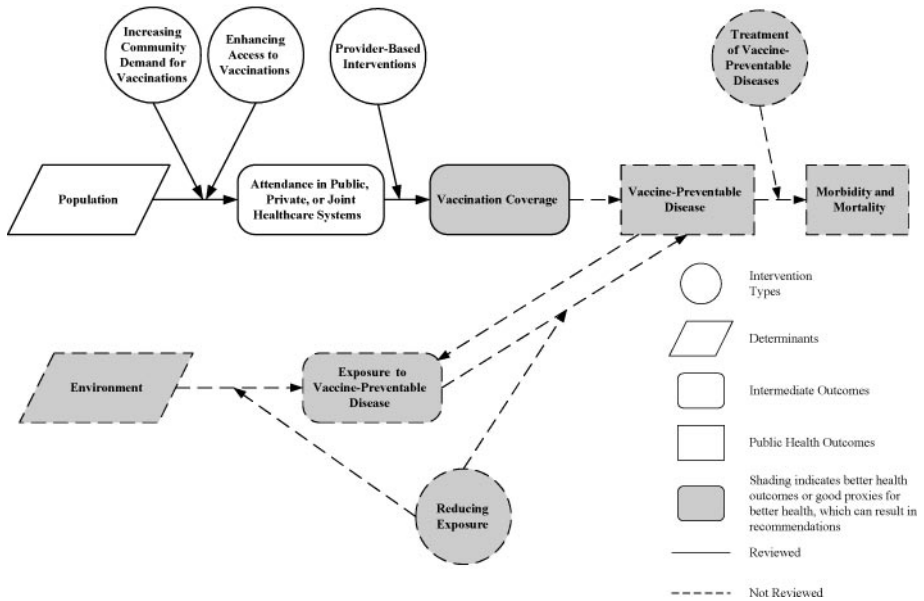 Increasing
Community
Demand for
Vaccinations
Enhancing
Access to
Vaccinations
Provider-Based
Interventions
Treatment
of Vaccine-
Preventable
Diseases
Population
Attendance in Public,
Private, or Joint
Healthcare Systems
Vaccination Coverage
Vaccine-Preventable
Disease
Morbidity and
Mortality
Environment
Exposure to
Vaccine-Preventable
Disease
Reducing
Exposure
Intervention
Types
Determinants
Intermediate Outcomes
Public Health Outcomes
Shading indicates better health
outcomes or good proxies for
better health, which can result in
recommendations
Reviewed
Not Reviewed